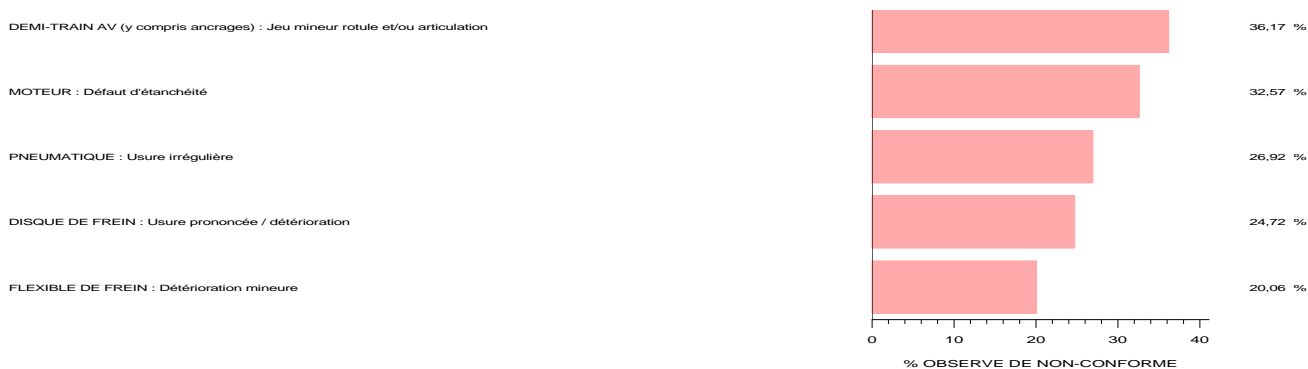 DEMI-TRAIN AV (y compris ancrages) : Jeu mineur rotule et/ou articulation 36,17 %
MOTEUR : Défaut d'étanchéité 32,57 %
PNEUMATIQUE : Usure irrégulière 26,92 %
DISQUE DE FREIN : Usure prononcée / détérioration 24,72 %
FLEXIBLE DE FREIN : Détérioration mineure 20,06 %
0 10 20 30 40
% OBSERVE DE NON-CONFORME